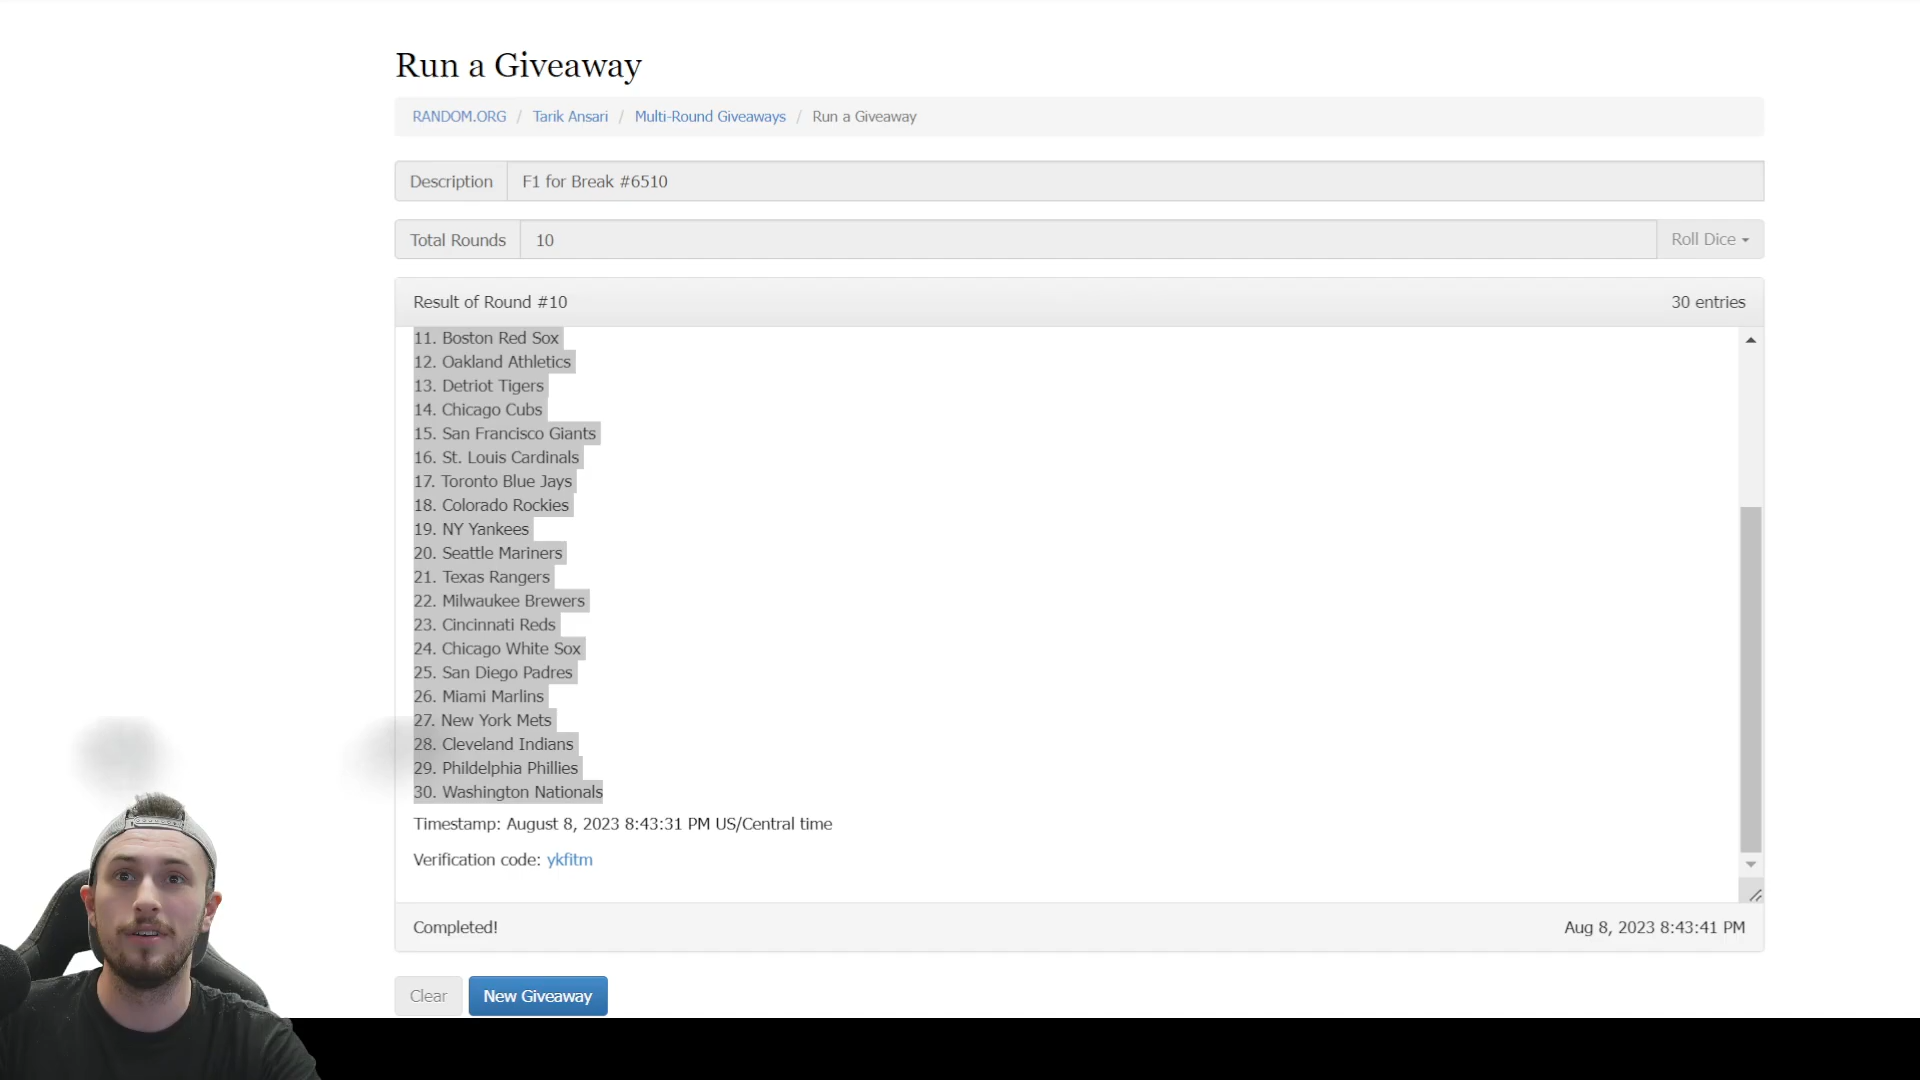 Run a Giveaway
RANDOM.ORG / Tarik Ansari / Multi-Round Giveaways / Run a Giveaway
Description F1 for Break #6510
Total Rounds 10 Roll Dice
Result of Round #10 30 entries
11. Boston Red Sox
12. Oakland Athletics
13. Detriot Tigers
14. Chicago Cubs
15. San Francisco Giants
16. St. Louis Cardinals
17. Toronto Blue Jays
18. Colorado Rockies
19. NY Yankees
20. Seattle Mariners
21. Texas Rangers
22. Milwaukee Brewers
23. Cincinnati Reds
24. Chicago White Sox
25. San Diego Padres
26. Miami Marlins
27. New York Mets
28. Cleveland Indians
29. Phildelphia Phillies
30. Washington Nationals
Timestamp: August 8, 2023 8:43:31 PM US/Central time
Verification code: ykfitm
Completed! Aug 8, 2023 8:43:41 PM
Clear New Giveaway